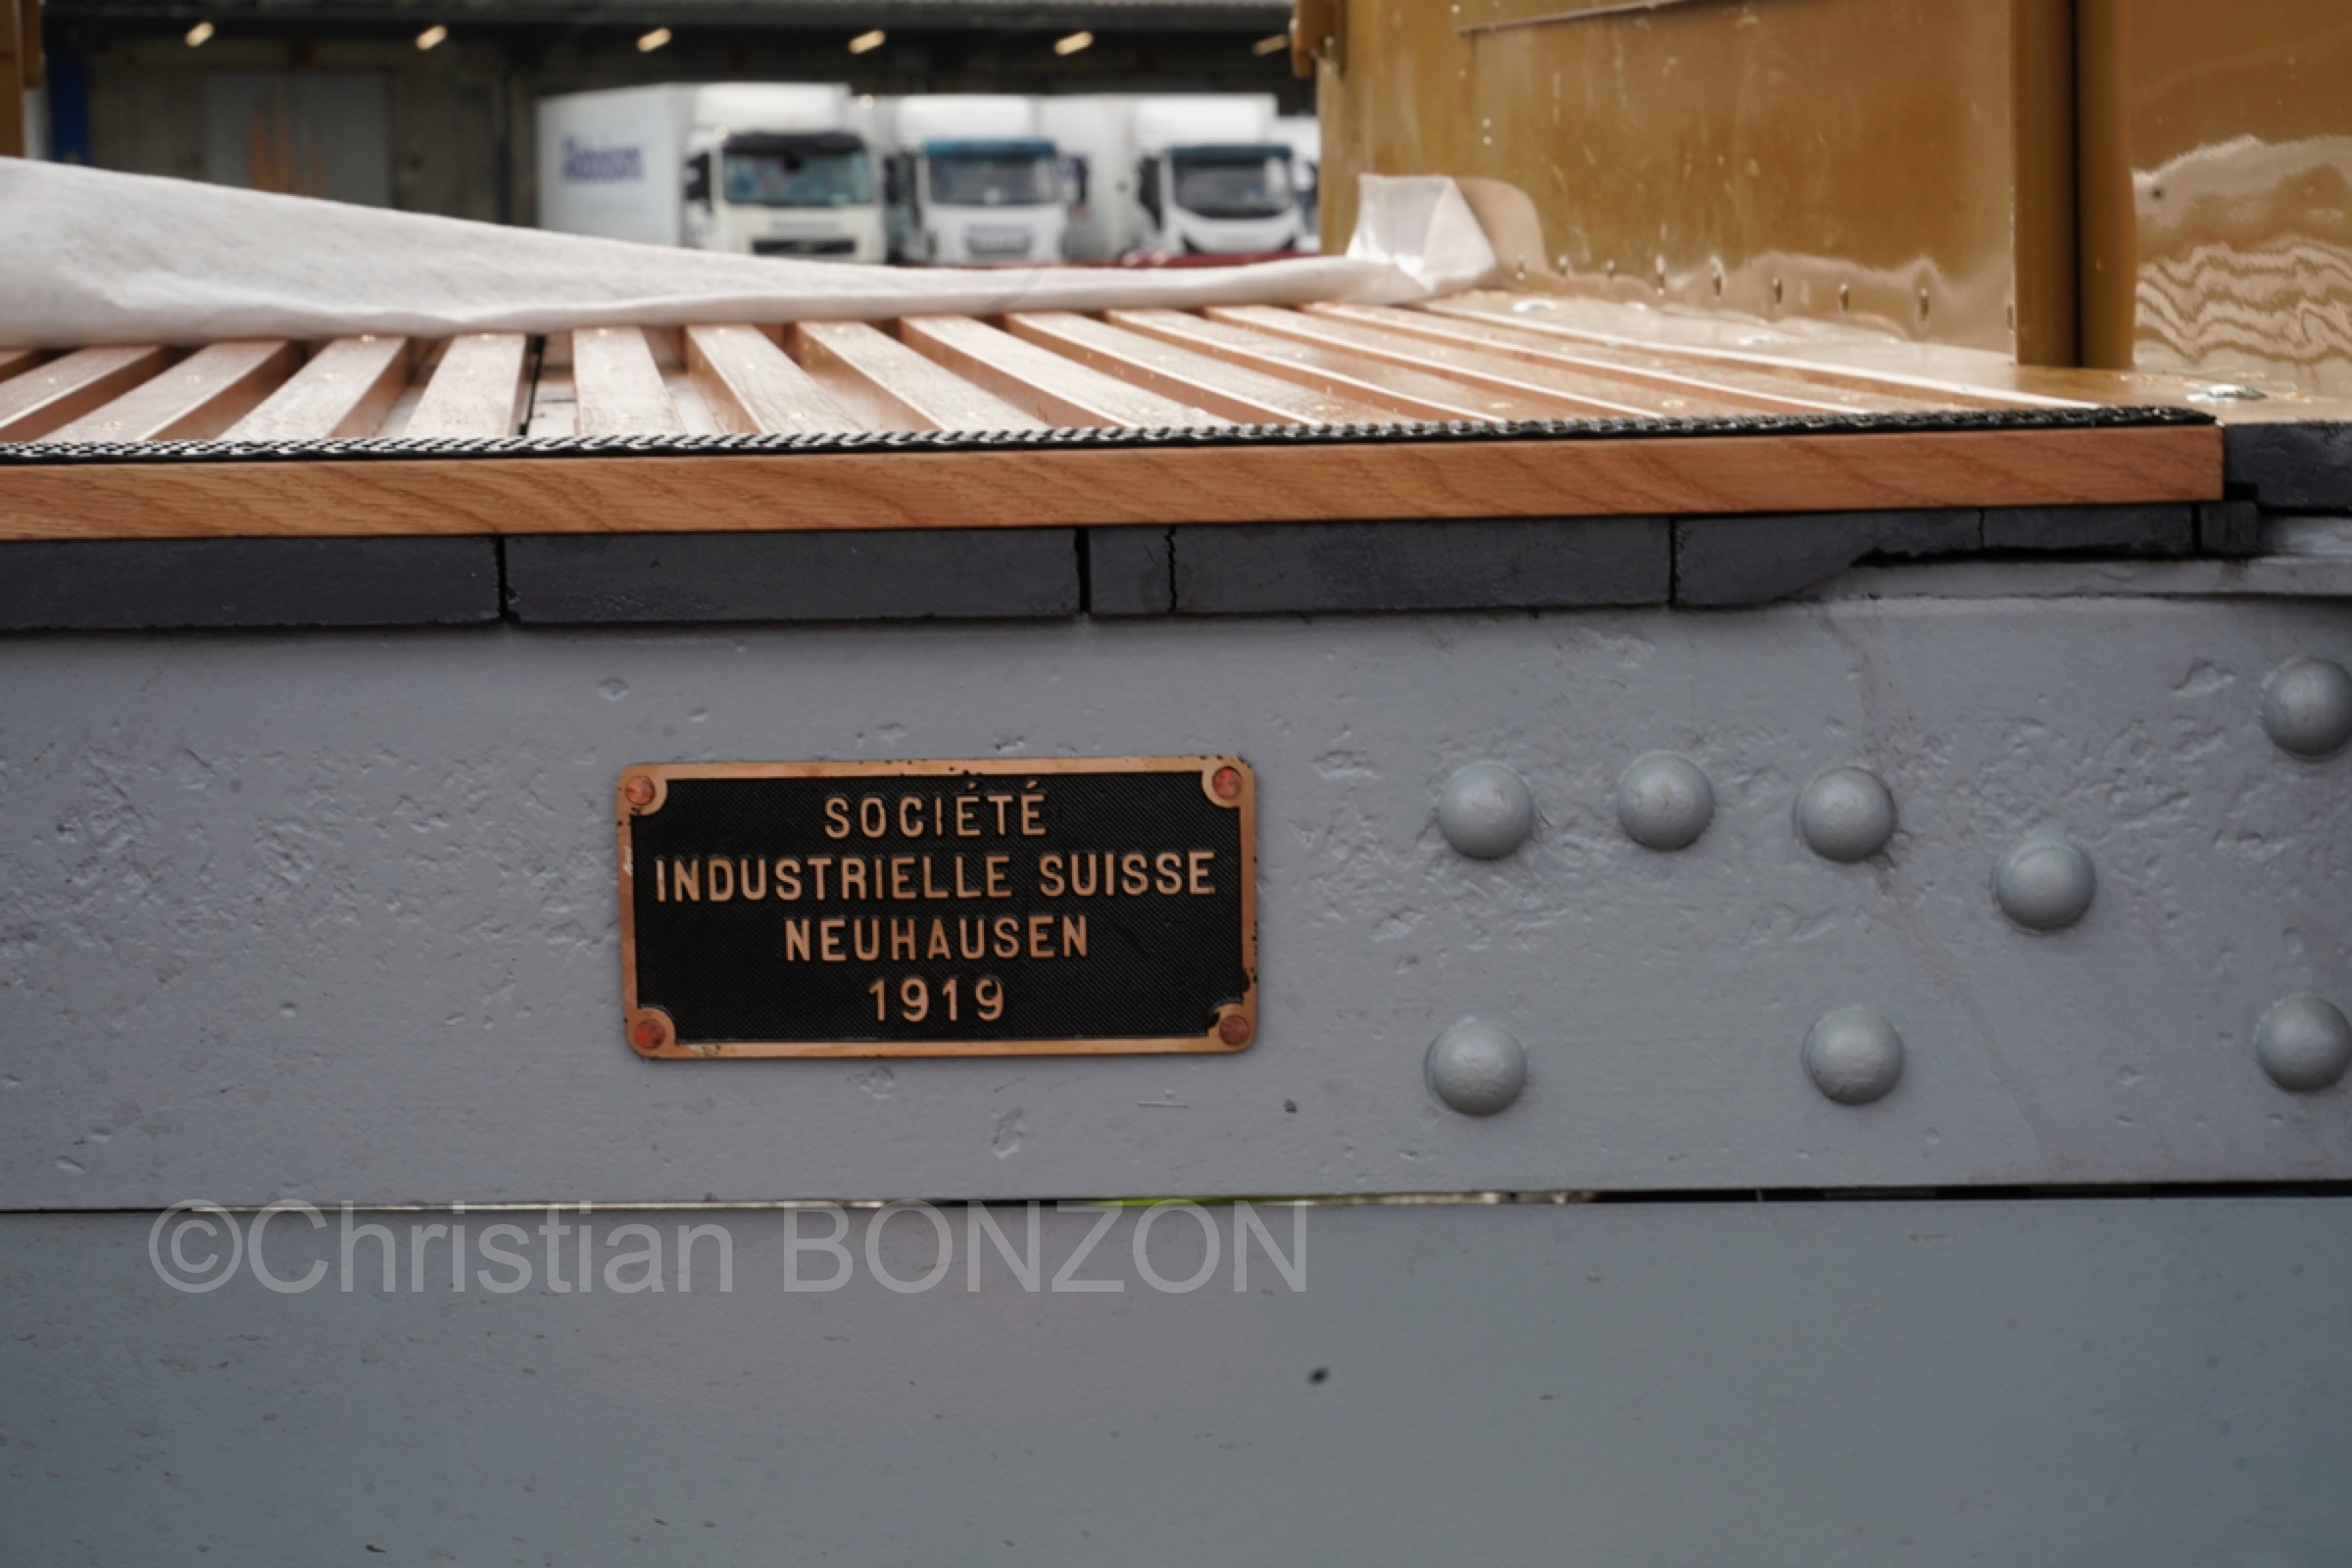 SOCIÉTÉ
INDUSTRIELLE SUISSE
NEUHAUSEN
1919
©Christian BONZON